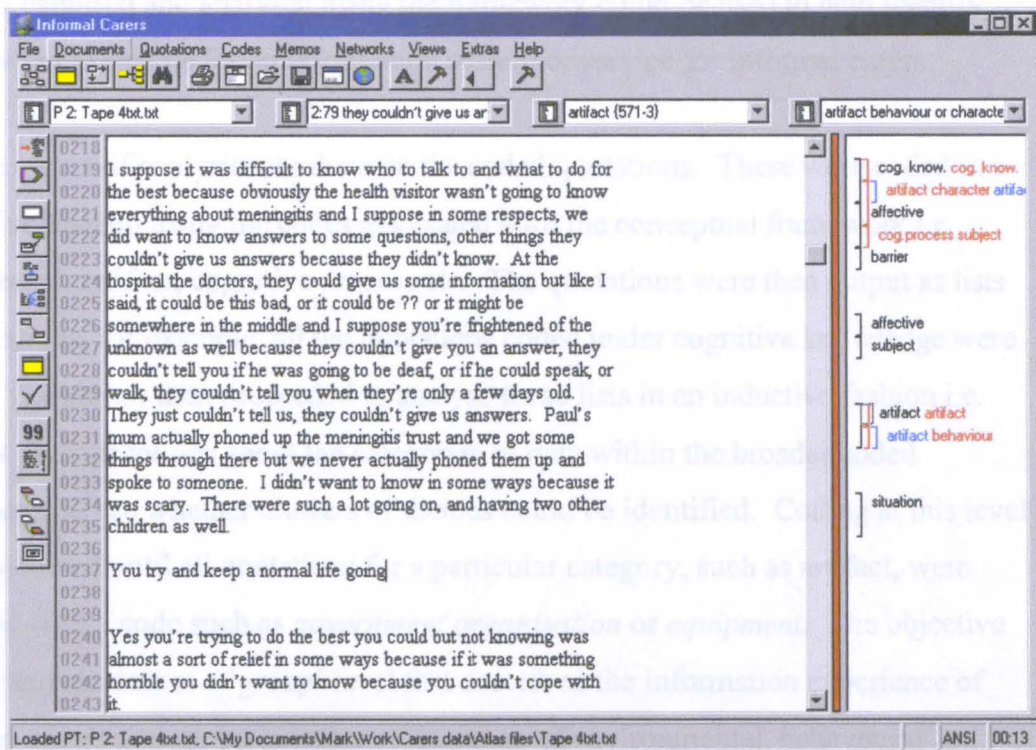 Informal Carers
File Documents Quotations Codes Memos Networks Views Extras Help
P 2: Tape 4txt.txt 2:79 they couldn't give us ar artifact {571-3} artifact behaviour or characte
0218
0219 I suppose it was difficult to know who to talk to and what to do for
0220 the best because obviously the health visitor wasn't going to know
0221 everything about meningitis and I suppose in some respects, we
0222 did want to know answers to some questions, other things they
0223 couldn't give us answers because they didn't know. At the
0224 hospital the doctors, they could give us some information but like I
0225 said, it could be this bad, or it could be ?? or it might be
0226 somewhere in the middle and I suppose you're frightened of the
0227 unknown as well because they couldn't give you an answer, they
0228 couldn't tell you if he was going to be deaf, or if he could speak, or
0229 walk, they couldn't tell you when they're only a few days old.
0230 They just couldn't tell us, they couldn't give us answers. Paul's
0231 mum actually phoned up the meningitis trust and we got some
0232 things through there but we never actually phoned them up and
0233 spoke to someone. I didn't want to know in some ways because it
0234 was scary. There were such a lot going on, and having two other
0235 children as well.
0236
0237 You try and keep a normal life going
0238
0239
0240 Yes you're trying to do the best you could but not knowing was
0241 almost a sort of relief in some ways because if it was something
0242 horrible you didn't want to know because you couldn't cope with
0243 it.
cog. know. cog. know.
artifact character artifac
affective
cog.process subject
barrier
affective
subject
artifact artifact
artifact behaviour
situation
99
Loaded PT: P 2: Tape 4txt.txt, C:\My Documents\Mark\Work\Carers data\Atlas files\Tape 4txt.txt ANSI 00:13